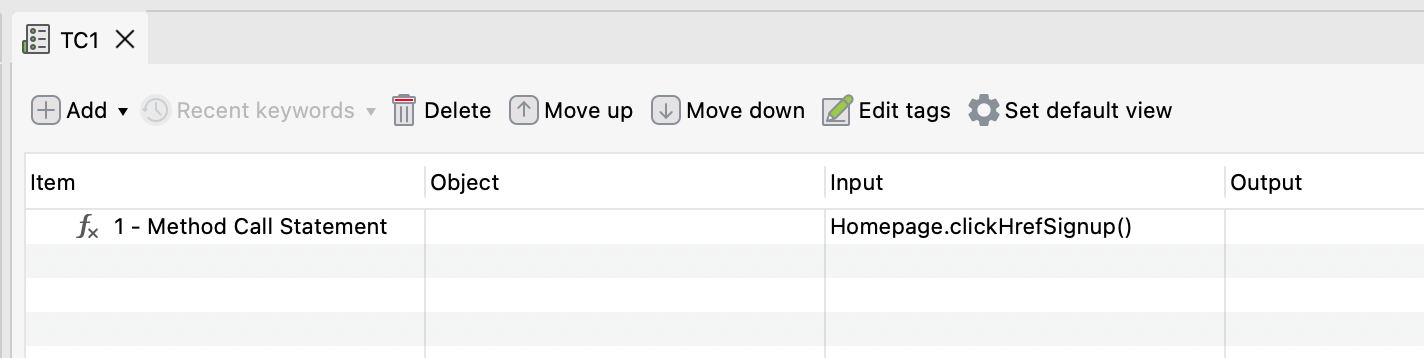 TC1
Add Recent keywords Delete Move up Move down Edit tags Set default view
Item Object Input Output
fx 1 - Method Call Statement Homepage.clickHrefSignup()